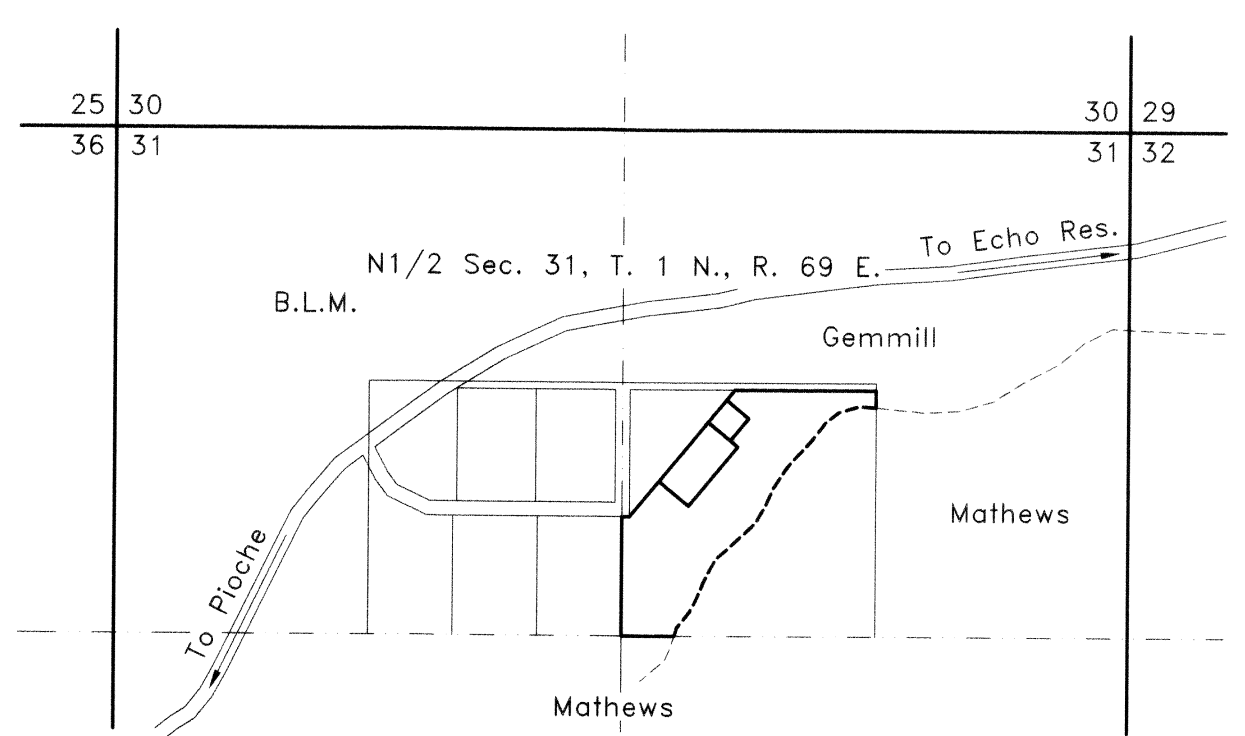 25 30
30 29
36 31
31 32
To Echo Res.
N1/2 Sec. 31, T. 1 N., R. 69 E.
B.L.M.
Gemmill
Mathews
To Pioche
Mathews